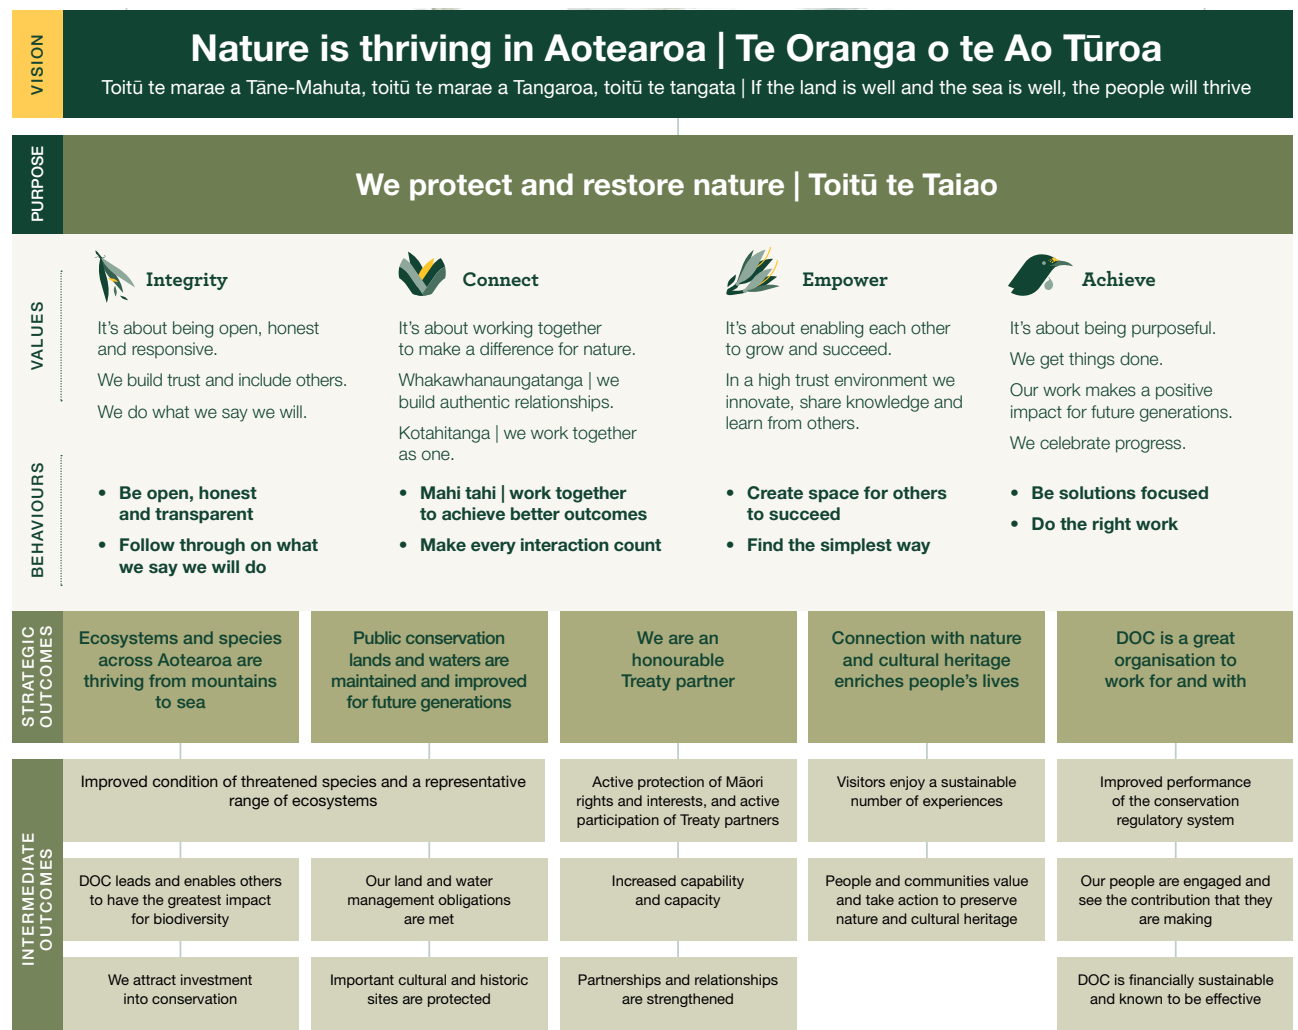 VISION
Nature is thriving in Aotearoa | Te Oranga o te Ao Tūroa
Toitū te marae a Tāne-Mahuta, toitū te marae a Tangaroa, toitū te tangata | If the land is well and the sea is well, the people will thrive
PURPOSE
We protect and restore nature | Toitū te Taiao
VALUES
Integrity
It’s about being open, honest
and responsive.
We build trust and include others.
We do what we say we will.
Connect
It’s about working together
to make a difference for nature.
Whakawhanaungatanga | we
build authentic relationships.
Kotahitanga | we work together
as one.
Empower
It’s about enabling each other
to grow and succeed.
In a high trust environment we
innovate, share knowledge and
learn from others.
Achieve
It’s about being purposeful.
We get things done.
Our work makes a positive
impact for future generations.
We celebrate progress.
BEHAVIOURS
• Be open, honest
and transparent
• Follow through on what
we say we will do
• Mahi tahi | work together
to achieve better outcomes
• Make every interaction count
• Create space for others
to succeed
• Find the simplest way
• Be solutions focused
• Do the right work
STRATEGIC
OUTCOMES
Ecosystems and species
across Aotearoa are
thriving from mountains
to sea
Public conservation
lands and waters are
maintained and improved
for future generations
We are an
honourable
Treaty partner
Connection with nature
and cultural heritage
enriches people’s lives
DOC is a great
organisation to
work for and with
INTERMEDIATE
OUTCOMES
Improved condition of threatened species and a representative
range of ecosystems
Active protection of Māori
rights and interests, and active
participation of Treaty partners
Visitors enjoy a sustainable
number of experiences
Improved performance
of the conservation
regulatory system
DOC leads and enables others
to have the greatest impact
for biodiversity
Our land and water
management obligations
are met
Increased capability
and capacity
People and communities value
and take action to preserve
nature and cultural heritage
Our people are engaged and
see the contribution that they
are making
We attract investment
into conservation
Important cultural and historic
sites are protected
Partnerships and relationships
are strengthened
DOC is financially sustainable
and known to be effective